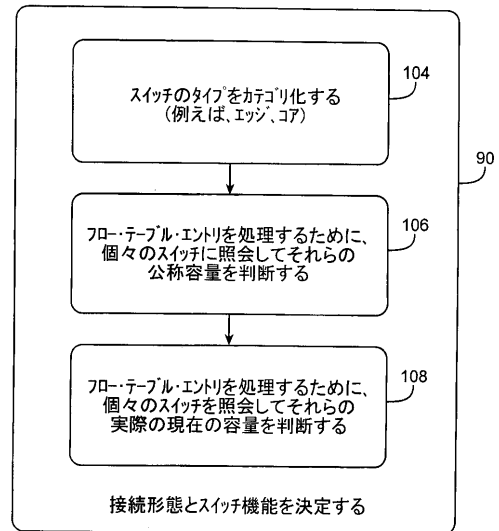 スイッチのタイプをカテゴリ化する
(例えば、エッジ、コア)
104
90
フロー・テーブル・エントリを処理するために、
個々のスイッチに照会してそれらの
公称容量を判断する
106
フロー・テーブル・エントリを処理するために、
個々のスイッチを照会してそれらの
実際の現在の容量を判断する
108
接続形態とスイッチ機能を決定する